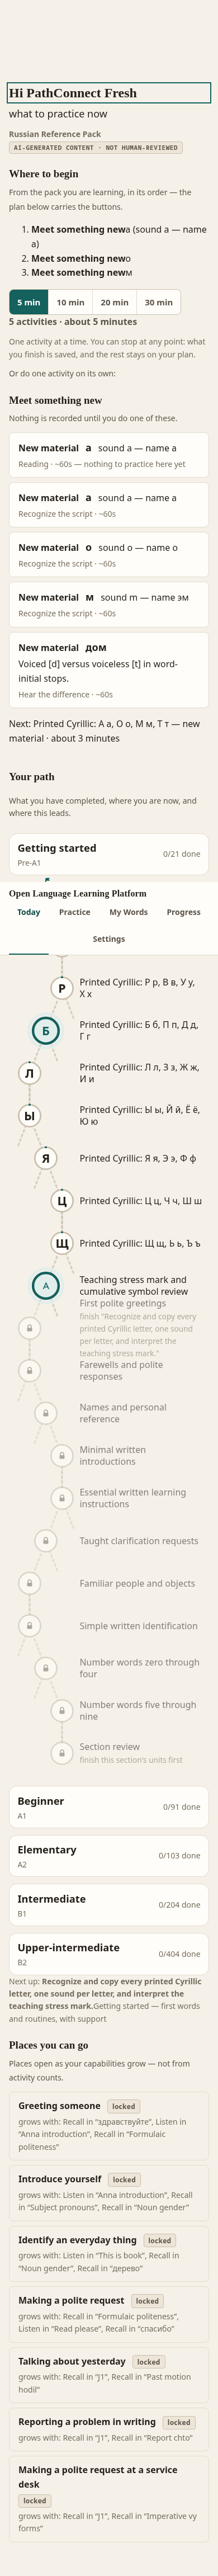 Hi PathConnect Fresh
what to practice now
Russian Reference Pack
AI-GENERATED CONTENT · NOT HUMAN-REVIEWED
Where to begin
From the pack you are learning, in its order — the
plan below carries the buttons.
1. Meet something newа (sound a — name
a)
2. Meet something newо
3. Meet something newм
5 min 10 min 20 min 30 min
5 activities · about 5 minutes
One activity at a time. You can stop at any point: what
you finish is saved, and the rest stays on your plan.
Or do one activity on its own:
Meet something new
Nothing is recorded until you do one of these.
New material а sound a — name a
Reading · ~60s — nothing to practice here yet
New material а sound a — name a
Recognize the script · ~60s
New material о sound o — name o
Recognize the script · ~60s
New material м sound m — name эм
Recognize the script · ~60s
New material дом
Voiced [d] versus voiceless [t] in word-
initial stops.
Hear the difference · ~60s
Next: Printed Cyrillic: А а, О о, М м, Т т — new
material · about 3 minutes
Your path
What you have completed, where you are now, and
where this leads.
Getting started
0/21 done
Pre-A1
Open Language Learning Platform
Today Practice My Words Progress
Settings
Р Printed Cyrillic: Р р, В в, У у,
Х х
Б Printed Cyrillic: Б б, П п, Д д,
Г г
Л Printed Cyrillic: Л л, З з, Ж ж,
И и
Ы Printed Cyrillic: Ы ы, Й й, Ё ё,
Ю ю
Я Printed Cyrillic: Я я, Э э, Ф ф
Ц Printed Cyrillic: Ц ц, Ч ч, Ш ш
Щ Printed Cyrillic: Щ щ, Ь ь, Ъ ъ
А Teaching stress mark and
cumulative symbol review
First polite greetings
finish "Recognize and copy every
printed Cyrillic letter, one sound
per letter, and interpret the
teaching stress mark."
Farewells and polite
responses
Names and personal
reference
Minimal written
introductions
Essential written learning
instructions
Taught clarification requests
Familiar people and objects
Simple written identification
Number words zero through
four
Number words five through
nine
Section review
finish this section's units first
Beginner
0/91 done
A1
Elementary
0/103 done
A2
Intermediate
0/204 done
B1
Upper-intermediate
0/404 done
B2
Next up: Recognize and copy every printed Cyrillic
letter, one sound per letter, and interpret the
teaching stress mark.Getting started — first words
and routines, with support
Places you can go
Places open as your capabilities grow — not from
activity counts.
Greeting someone locked
grows with: Recall in "здравствуйте", Listen in
"Anna introduction", Recall in "Formulaic
politeness"
Introduce yourself locked
grows with: Listen in "Anna introduction", Recall
in "Subject pronouns", Recall in "Noun gender"
Identify an everyday thing locked
grows with: Listen in "This is book", Recall in
"Noun gender", Recall in "дерево"
Making a polite request locked
grows with: Recall in "Formulaic politeness",
Listen in "Read please", Recall in "спасибо"
Talking about yesterday locked
grows with: Recall in "J1", Recall in "Past motion
hodil"
Reporting a problem in writing locked
grows with: Recall in "J1", Recall in "Report chto"
Making a polite request at a service
desk
locked
grows with: Recall in "J1", Recall in "Imperative vy
forms"